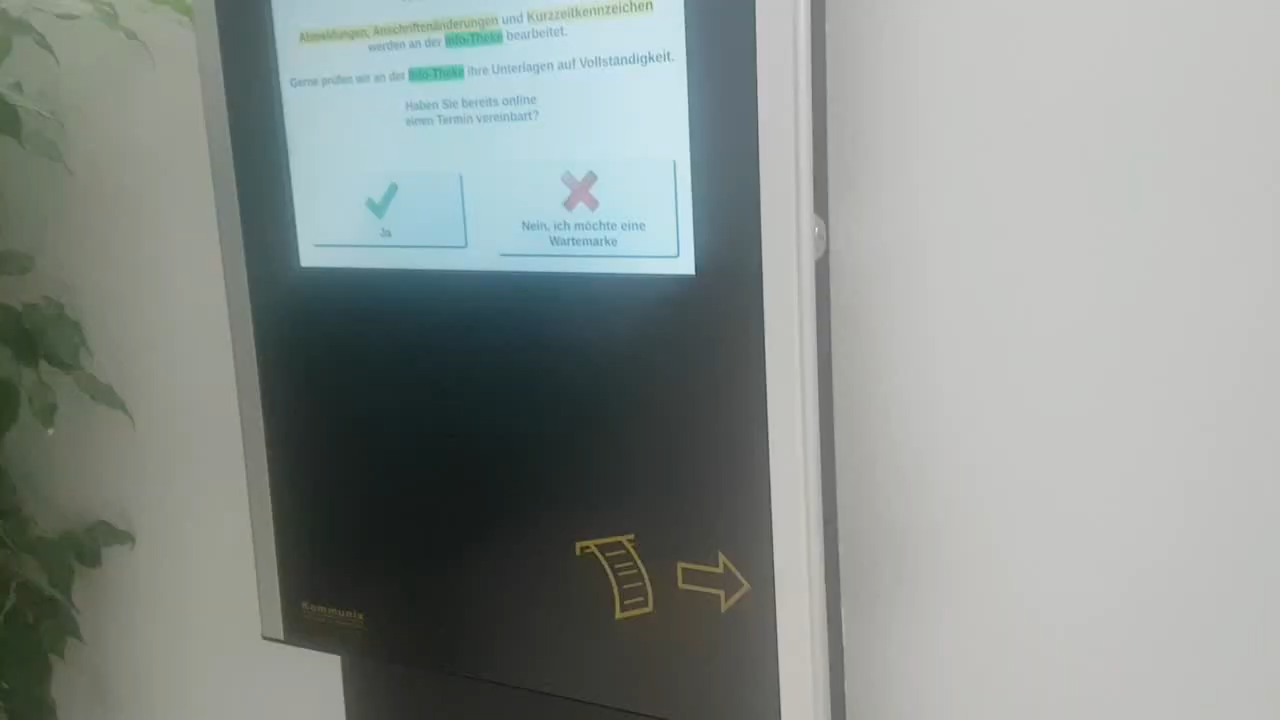 Abmeldungen, Anschriftenänderungen und Kurzzeitkennzeichen
werden an der Info-Theke bearbeitet.
Gerne prüfen wir an der Info-Theke ihre Unterlagen auf Vollständigkeit.
Haben Sie bereits online
einen Termin vereinbart?
Ja
Nein, ich möchte eine
Wartemarke
Kommunix